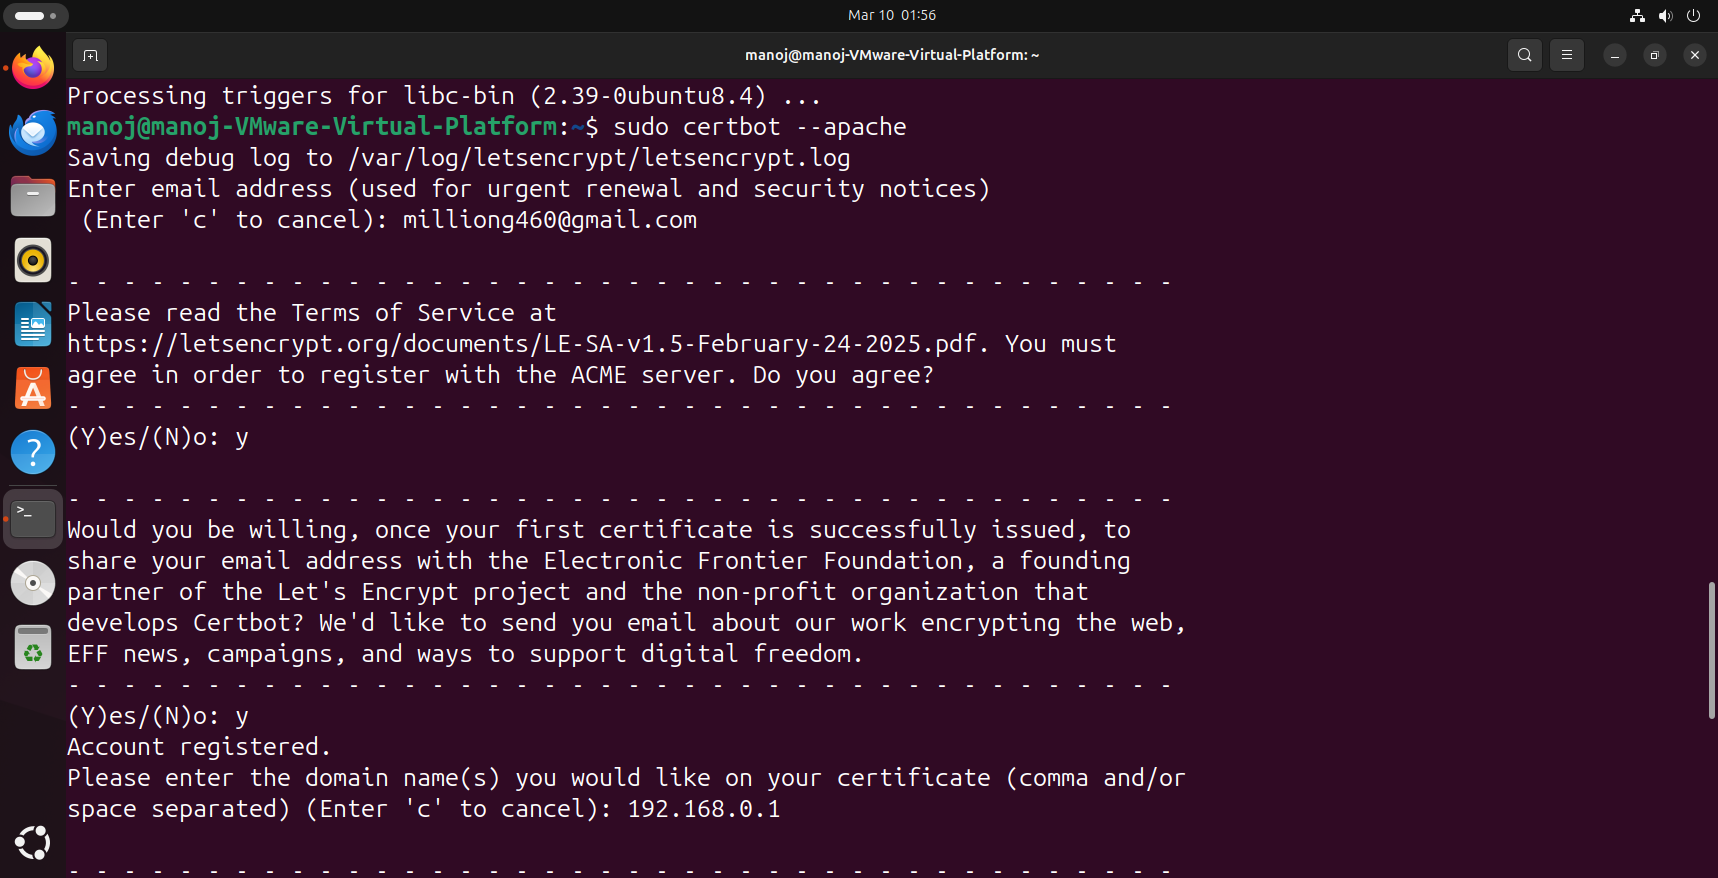 Mar 10 01:56
manoj@manoj-VMware-Virtual-Platform: ~
Processing triggers for libc-bin (2.39-0ubuntu8.4) ...
manoj@manoj-VMware-Virtual-Platform:~$ sudo certbot --apache
Saving debug log to /var/log/letsencrypt/letsencrypt.log
Enter email address (used for urgent renewal and security notices)
 (Enter 'c' to cancel): milliong460@gmail.com
- - - - - - - - - - - - - - - - - - - - - - - - - - - - - - - - - - - - - - - -
Please read the Terms of Service at
https://letsencrypt.org/documents/LE-SA-v1.5-February-24-2025.pdf. You must
agree in order to register with the ACME server. Do you agree?
- - - - - - - - - - - - - - - - - - - - - - - - - - - - - - - - - - - - - - - -
(Y)es/(N)o: y
- - - - - - - - - - - - - - - - - - - - - - - - - - - - - - - - - - - - - - - -
Would you be willing, once your first certificate is successfully issued, to
share your email address with the Electronic Frontier Foundation, a founding
partner of the Let's Encrypt project and the non-profit organization that
develops Certbot? We'd like to send you email about our work encrypting the web,
EFF news, campaigns, and ways to support digital freedom.
- - - - - - - - - - - - - - - - - - - - - - - - - - - - - - - - - - - - - - - -
(Y)es/(N)o: y
Account registered.
Please enter the domain name(s) you would like on your certificate (comma and/or
space separated) (Enter 'c' to cancel): 192.168.0.1
- - - - - - - - - - - - - - - - - - - - - - - - - - - - - - - - - - - - - - - -